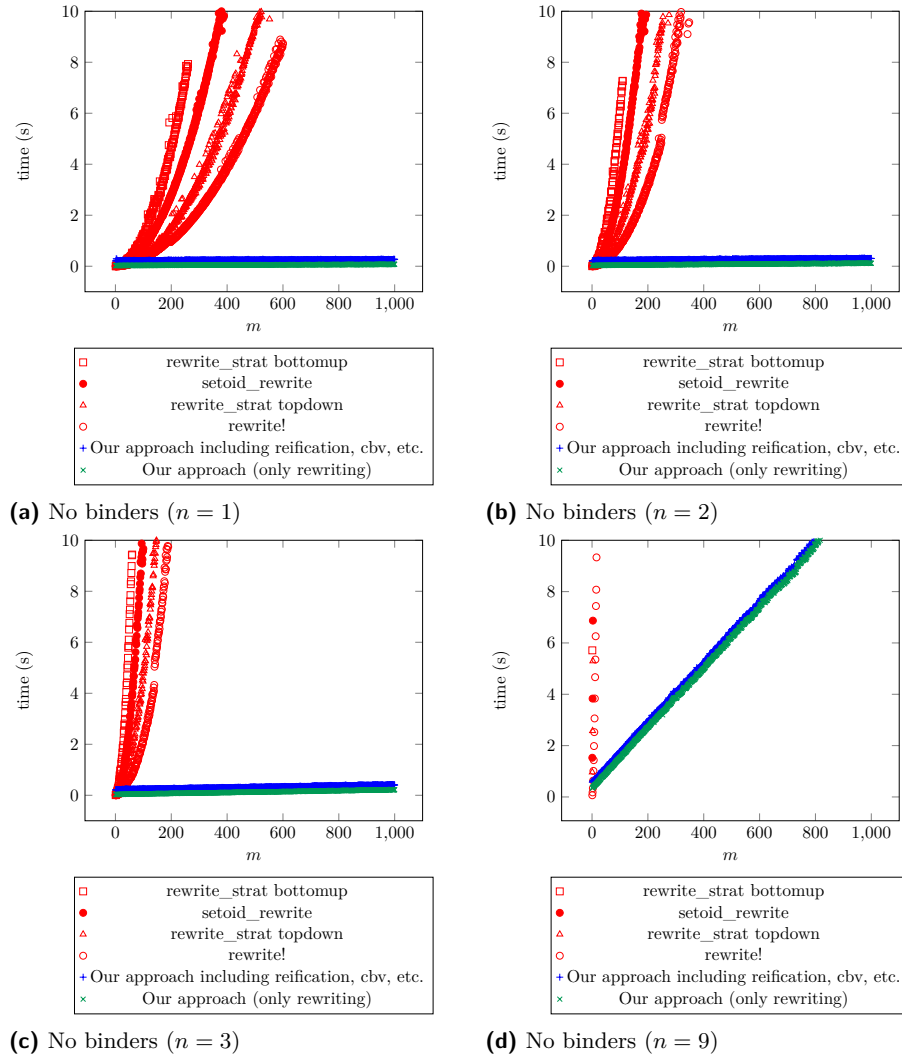 10
8
6
4
2
0
time (s)
0 200 400 600 800 1,000
m
rewrite_strat bottomup
setoid_rewrite
rewrite_strat topdown
rewrite!
Our approach including reification, cbv, etc.
Our approach (only rewriting)
(a) No binders (n = 1)
10
8
6
4
2
0
time (s)
0 200 400 600 800 1,000
m
rewrite_strat bottomup
setoid_rewrite
rewrite_strat topdown
rewrite!
Our approach including reification, cbv, etc.
Our approach (only rewriting)
(b) No binders (n = 2)
10
8
6
4
2
0
time (s)
0 200 400 600 800 1,000
m
rewrite_strat bottomup
setoid_rewrite
rewrite_strat topdown
rewrite!
Our approach including reification, cbv, etc.
Our approach (only rewriting)
(c) No binders (n = 3)
10
8
6
4
2
0
time (s)
0 200 400 600 800 1,000
m
rewrite_strat bottomup
setoid_rewrite
rewrite_strat topdown
rewrite!
Our approach including reification, cbv, etc.
Our approach (only rewriting)
(d) No binders (n = 9)